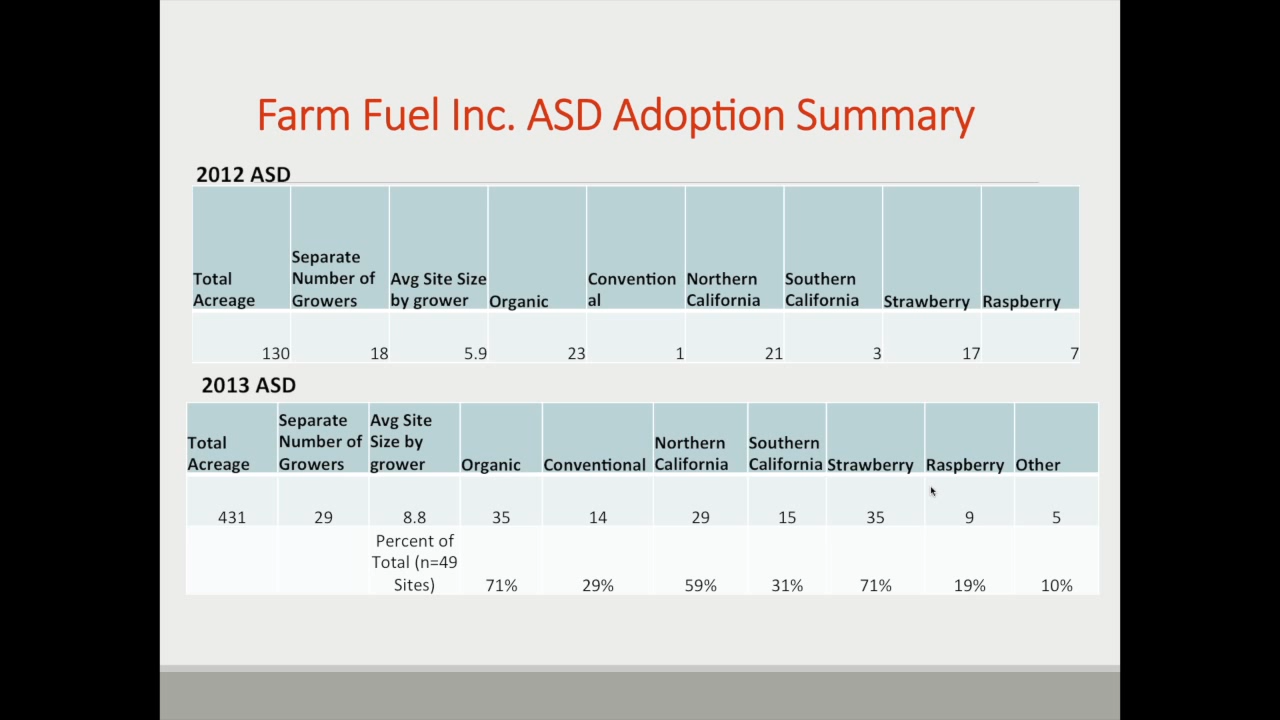 Farm Fuel Inc. ASD Adoption Summary
2012 ASD
Total Acreage | Separate Number of Growers | Avg Site Size by grower | Organic | Conventional | Northern California | Southern California | Strawberry | Raspberry
130 | 18 | 5.9 | 23 | 1 | 21 | 3 | 17 | 7
2013 ASD
Total Acreage | Separate Number of Growers | Avg Site Size by grower | Organic | Conventional | Northern California | Southern California | Strawberry | Raspberry | Other
431 | 29 | 8.8 | 35 | 14 | 29 | 15 | 35 | 9 | 5
Percent of Total (n=49 Sites) | 71% | 29% | 59% | 31% | 71% | 19% | 10%